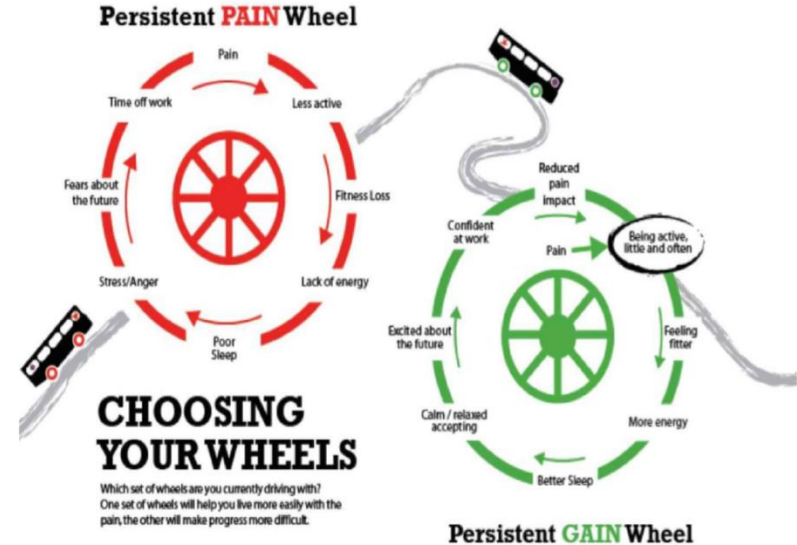 Persistent PAIN Wheel
Pain
Less active
Fitness Loss
Lack of energy
Poor
Sleep
Stress/Anger
Fears about
the future
Time off work
CHOOSING
YOUR WHEELS
Which set of wheels are you currently driving with?
One set of wheels will help you live more easily with the
pain, the other will make progress more difficult.
Reduced
pain
impact
Pain
Being active,
little and often
Feeling
fitter
More energy
Better Sleep
Calm / relaxed
accepting
Excited about
the future
Confident
at work
Persistent GAIN Wheel